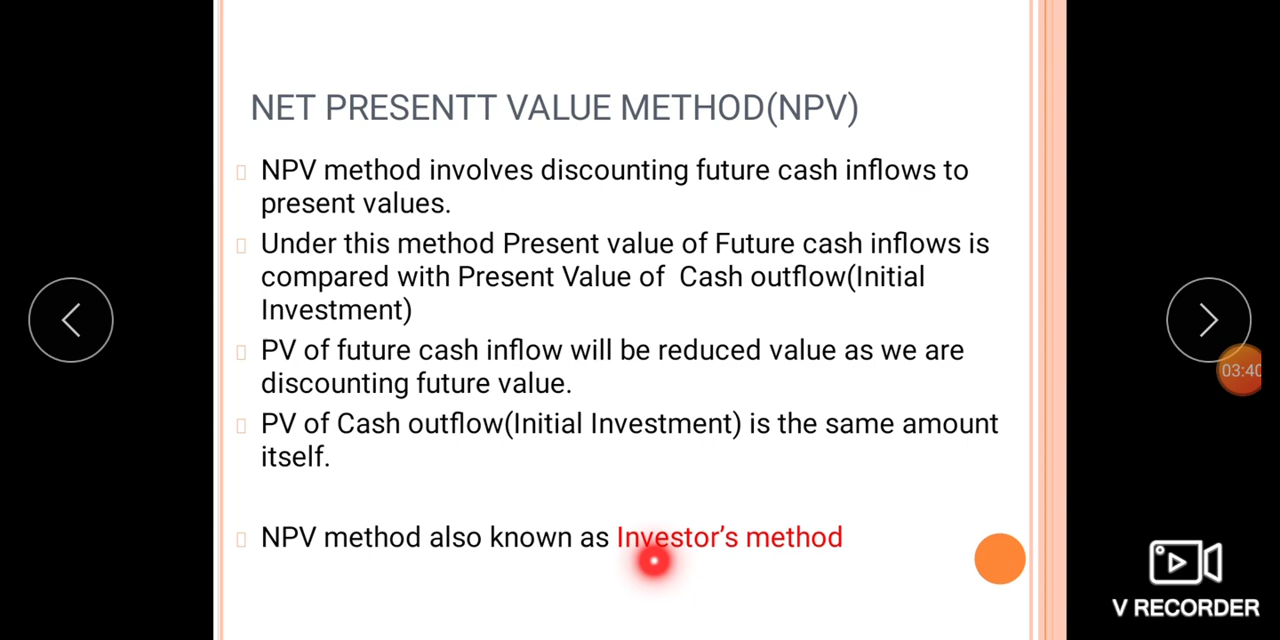 NET PRESENTT VALUE METHOD(NPV)
NPV method involves discounting future cash inflows to
present values.
Under this method Present value of Future cash inflows is
compared with Present Value of Cash outflow(Initial
Investment)
PV of future cash inflow will be reduced value as we are
discounting future value.
PV of Cash outflow(Initial Investment) is the same amount
itself.
NPV method also known as Investor’s method
03:40
V RECORDER